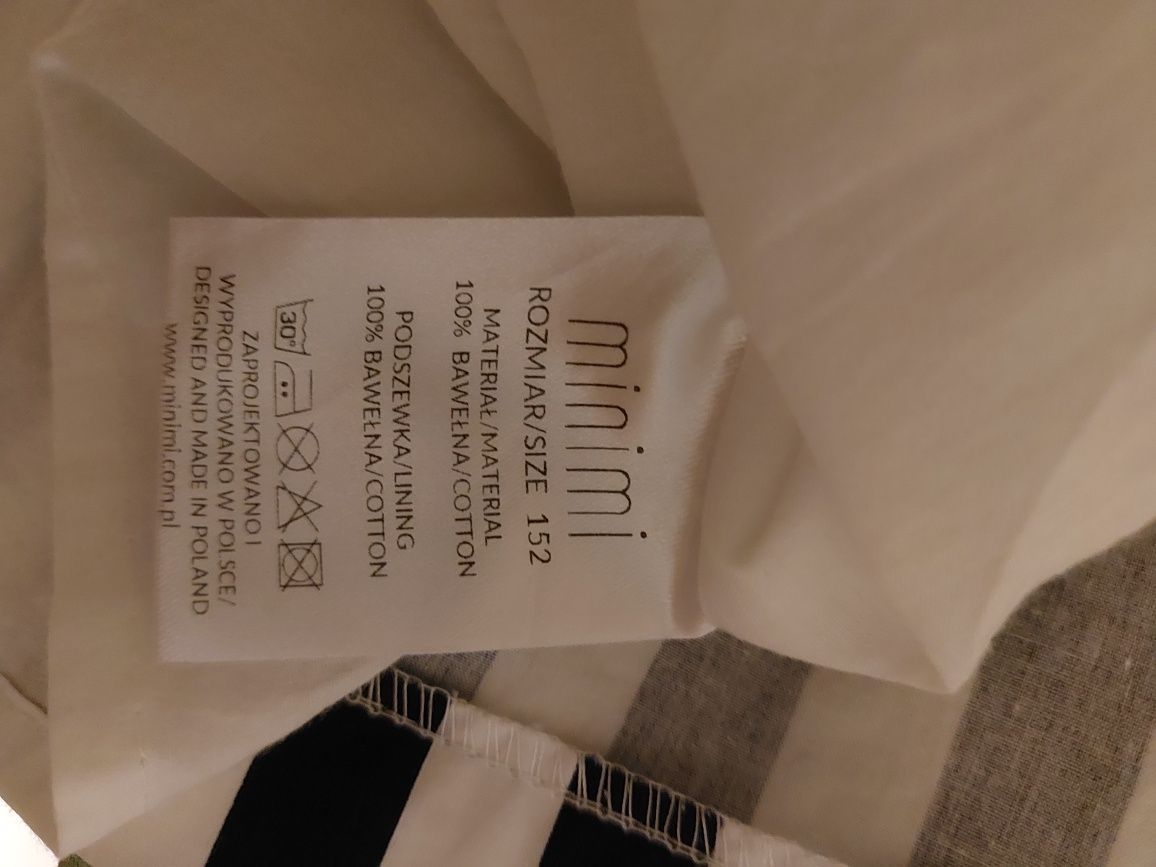 minimi
ROZMIAR/SIZE 152
MATERIAŁ/MATERIAL
100% BAWEŁNA/COTTON
PODSZEWKA/LINING
100% BAWEŁNA/COTTON
30°
ZAPROJEKTOWANO I
WYPRODUKOWANO W POLSCE/
DESIGNED AND MADE IN POLAND
www.minimi.com.pl